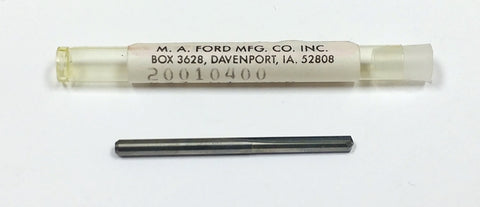 M. A. FORD MFG. CO. INC.
BOX 3628, DAVENPORT, IA. 52808
20010400